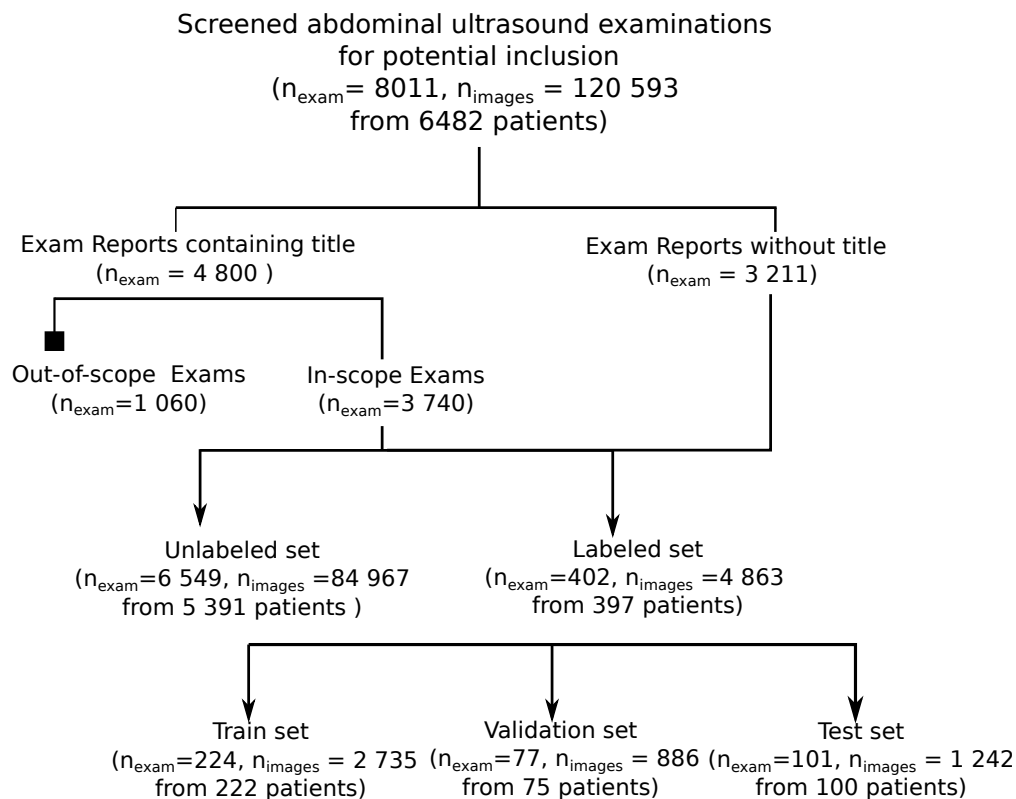 Screened abdominal ultrasound examinations
for potential inclusion
(nexam= 8011, nimages = 120 593
from 6482 patients)
Exam Reports containing title
(nexam = 4 800 )
Exam Reports without title
(nexam = 3 211)
Out-of-scope Exams
(nexam=1 060)
In-scope Exams
(nexam=3 740)
Unlabeled set
(nexam=6 549, nimages =84 967
from 5 391 patients )
Labeled set
(nexam=402, nimages =4 863
from 397 patients)
Train set
(nexam=224, nimages = 2 735
from 222 patients)
Validation set
(nexam=77, nimages = 886
from 75 patients)
Test set
(nexam=101, nimages = 1 242
from 100 patients)